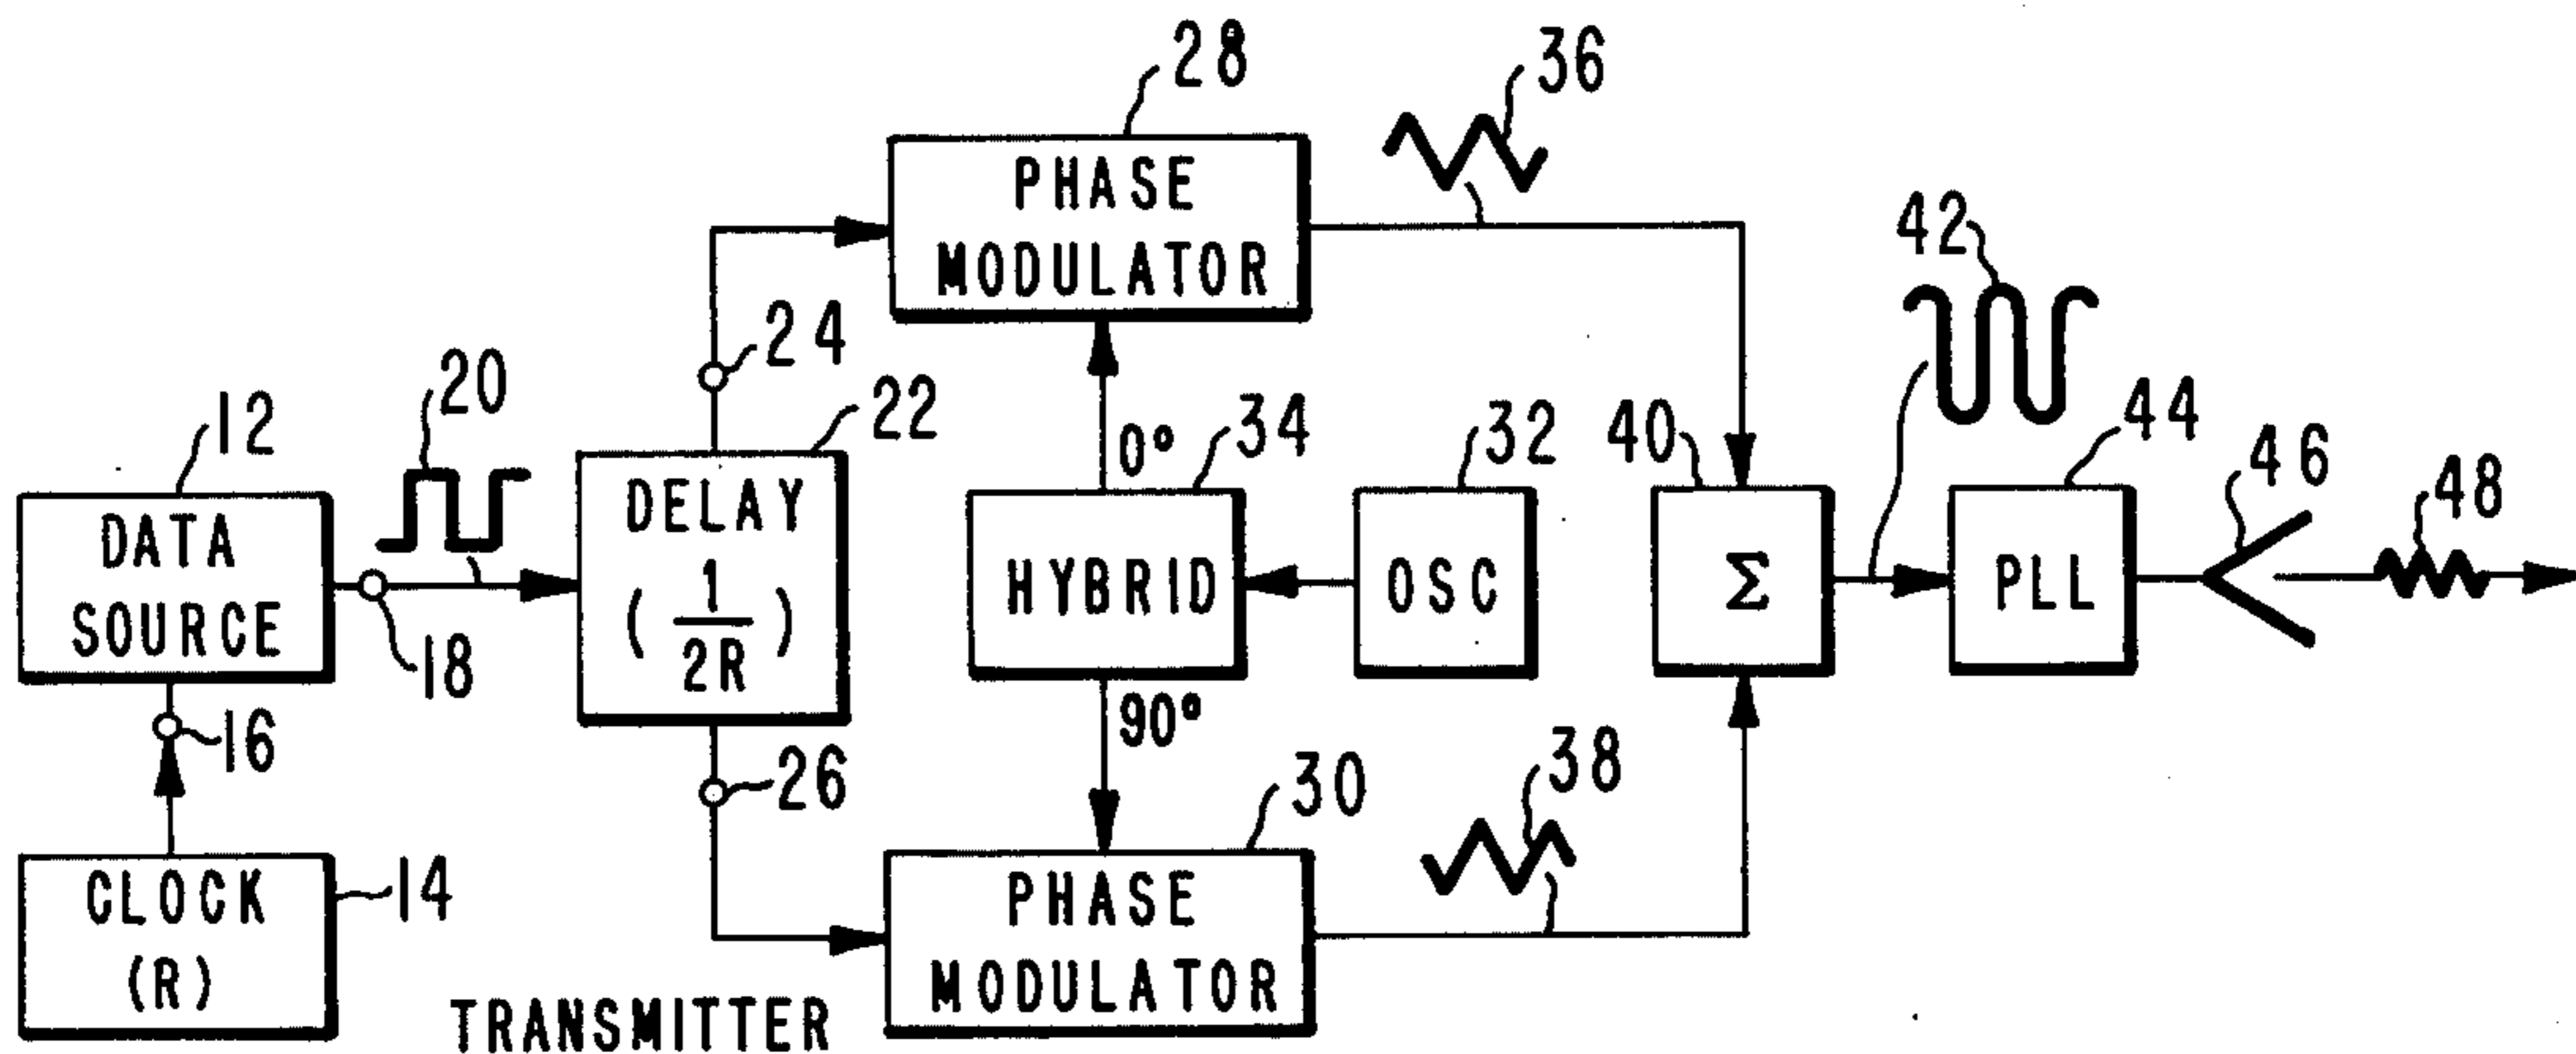 28
36
PHASE
MODULATOR
42
24
20
22
12
34
32
40
44
46
48
0°
DATA
SOURCE
DELAY
( 1/2R )
HYBRID
OSC
Σ
PLL
18
16
90°
26
30
38
14
CLOCK
(R)
PHASE
MODULATOR
TRANSMITTER